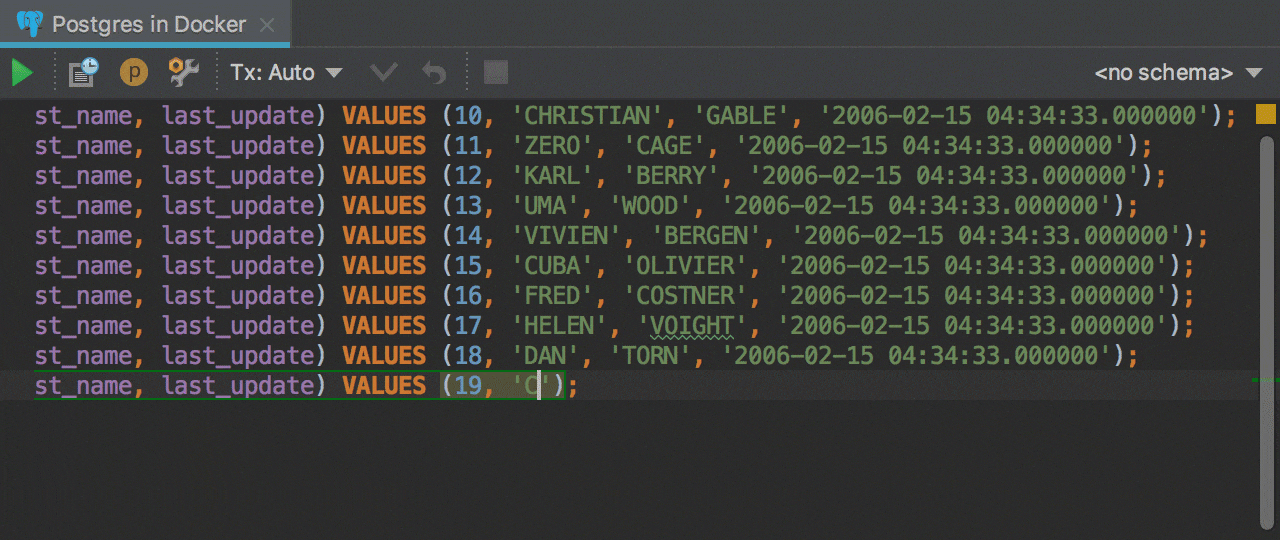 Postgres in Docker
Tx: Auto
<no schema>
st_name, last_update) VALUES (10, 'CHRISTIAN', 'GABLE', '2006-02-15 04:34:33.000000');
st_name, last_update) VALUES (11, 'ZERO', 'CAGE', '2006-02-15 04:34:33.000000');
st_name, last_update) VALUES (12, 'KARL', 'BERRY', '2006-02-15 04:34:33.000000');
st_name, last_update) VALUES (13, 'UMA', 'WOOD', '2006-02-15 04:34:33.000000');
st_name, last_update) VALUES (14, 'VIVIEN', 'BERGEN', '2006-02-15 04:34:33.000000');
st_name, last_update) VALUES (15, 'CUBA', 'OLIVIER', '2006-02-15 04:34:33.000000');
st_name, last_update) VALUES (16, 'FRED', 'COSTNER', '2006-02-15 04:34:33.000000');
st_name, last_update) VALUES (17, 'HELEN', 'VOIGHT', '2006-02-15 04:34:33.000000');
st_name, last_update) VALUES (18, 'DAN', 'TORN', '2006-02-15 04:34:33.000000');
st_name, last_update) VALUES (19, 'C');